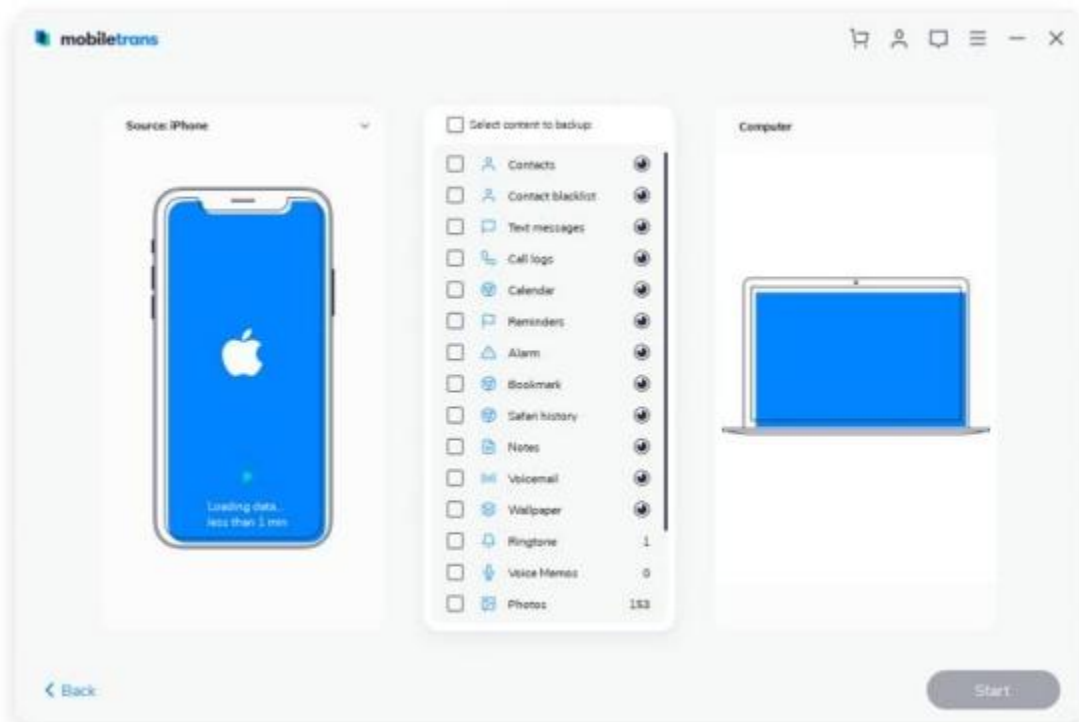 mobiletrans
Source: iPhone
Loading data...
less than 1 min
Select content to backup:
Contacts
Contact blacklist
Text messages
Call logs
Calendar
Reminders
Alarm
Bookmark
Safari history
Notes
Voicemail
Wallpaper
Ringtone 1
Voice Memos 0
Photos 153
Computer
Back
Start